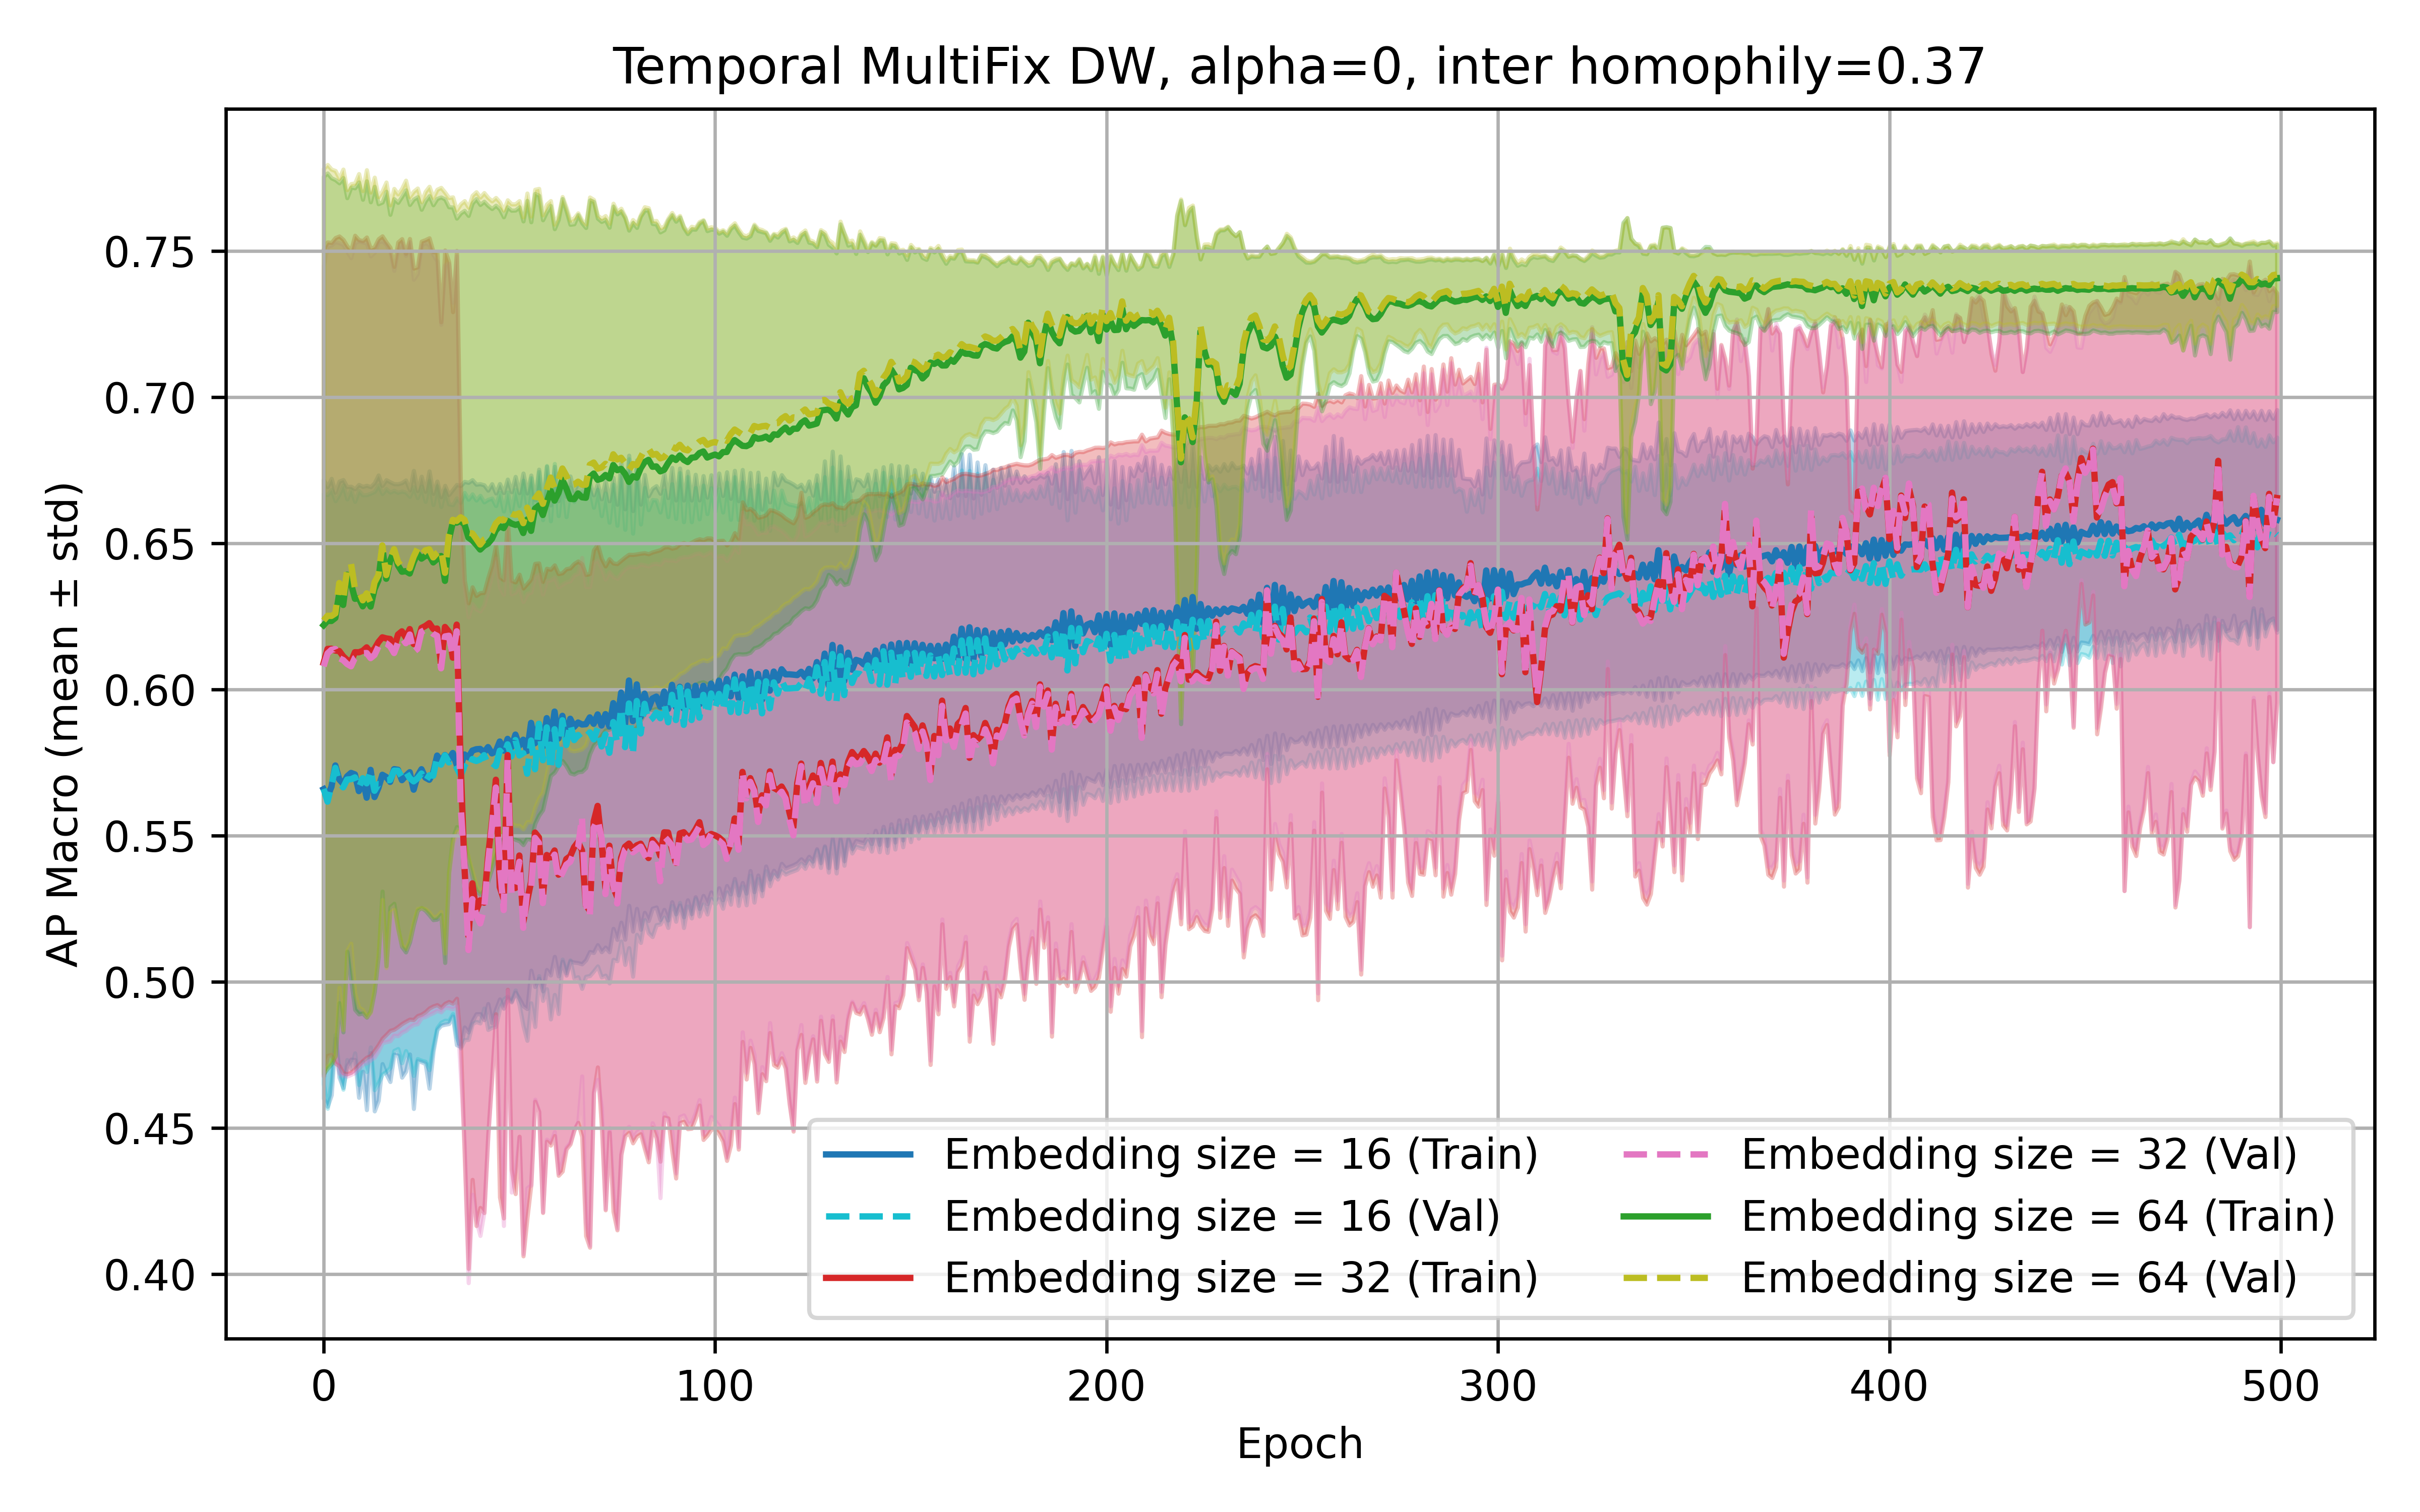 Temporal MultiFix DW, alpha=0, inter homophily=0.37
AP Macro (mean ± std)
0.75
0.70
0.65
0.60
0.55
0.50
0.45
0.40
Embedding size = 16 (Train)
Embedding size = 16 (Val)
Embedding size = 32 (Train)
Embedding size = 32 (Val)
Embedding size = 64 (Train)
Embedding size = 64 (Val)
0
100
200
300
400
500
Epoch